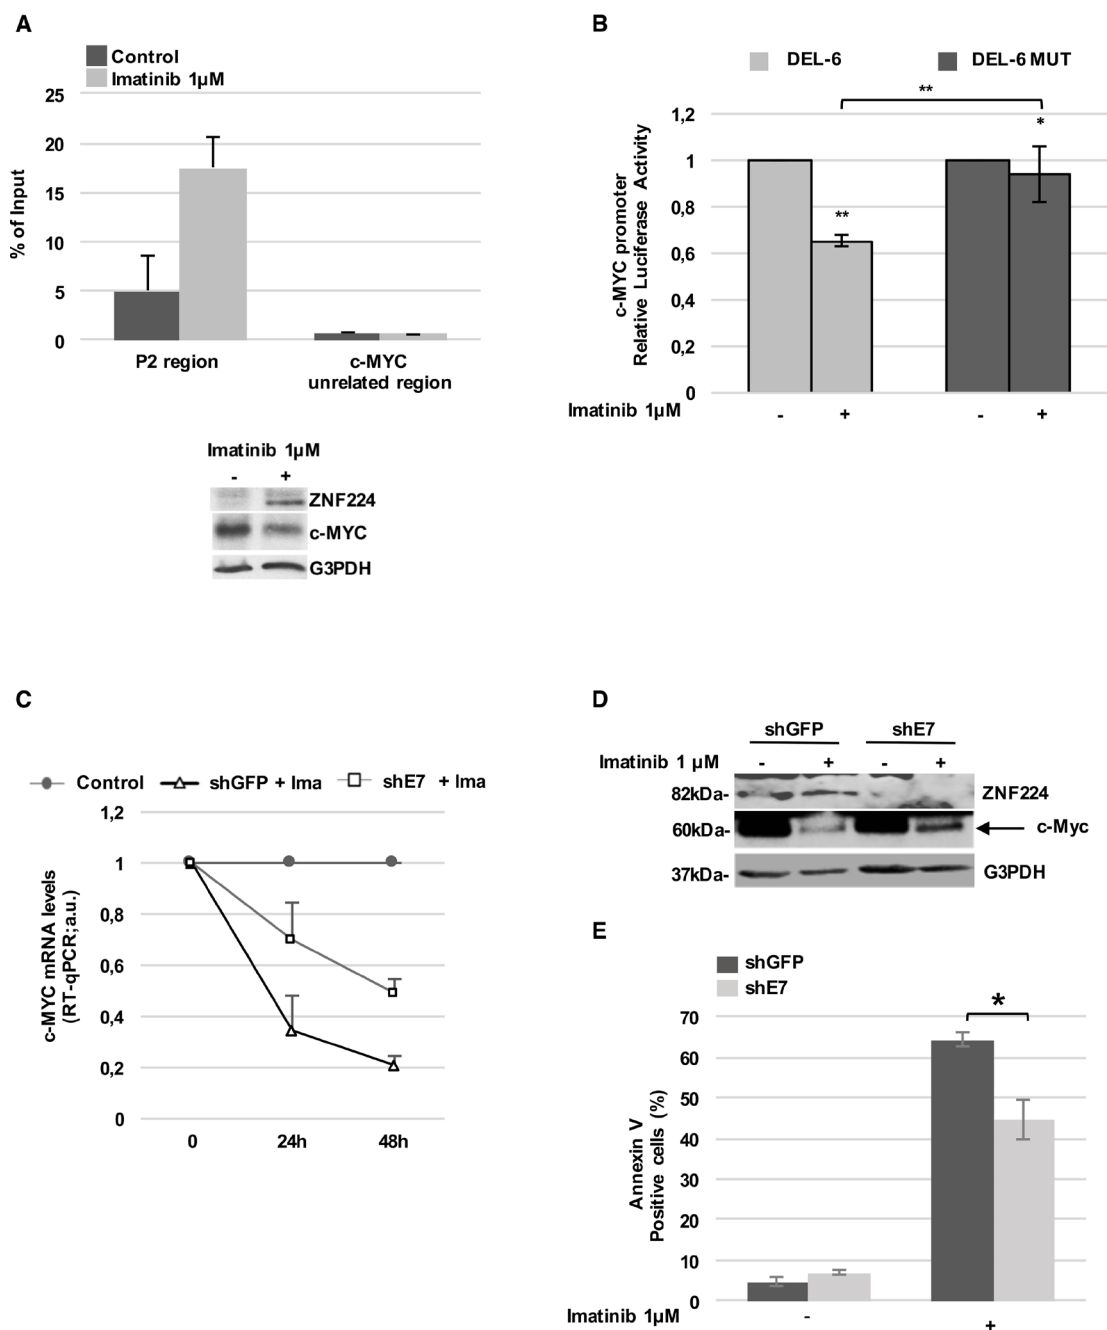 A
Control
Imatinib 1μM
25
20
15
10
5
0
% of Input
P2 region
c-MYC
unrelated region
Imatinib 1μM
- +
ZNF224
c-MYC
G3PDH
B
DEL-6 DEL-6 MUT
**
*
**
1,2
1
0,8
0,6
0,4
0,2
0
c-MYC promoter
Relative Luciferase Activity
Imatinib 1μM - + - +
C
Control shGFP + Ima shE7 + Ima
1,2
1
0,8
0,6
0,4
0,2
0
c-MYC mRNA levels
(RT-qPCR;a.u.)
0 24h 48h
D
shGFP shE7
Imatinib 1 μM - + - +
82kDa- ZNF224
60kDa- c-Myc
37kDa- G3PDH
E
shGFP
shE7
*
70
60
50
40
30
20
10
0
Annexin V
Positive cells (%)
Imatinib 1μM - +